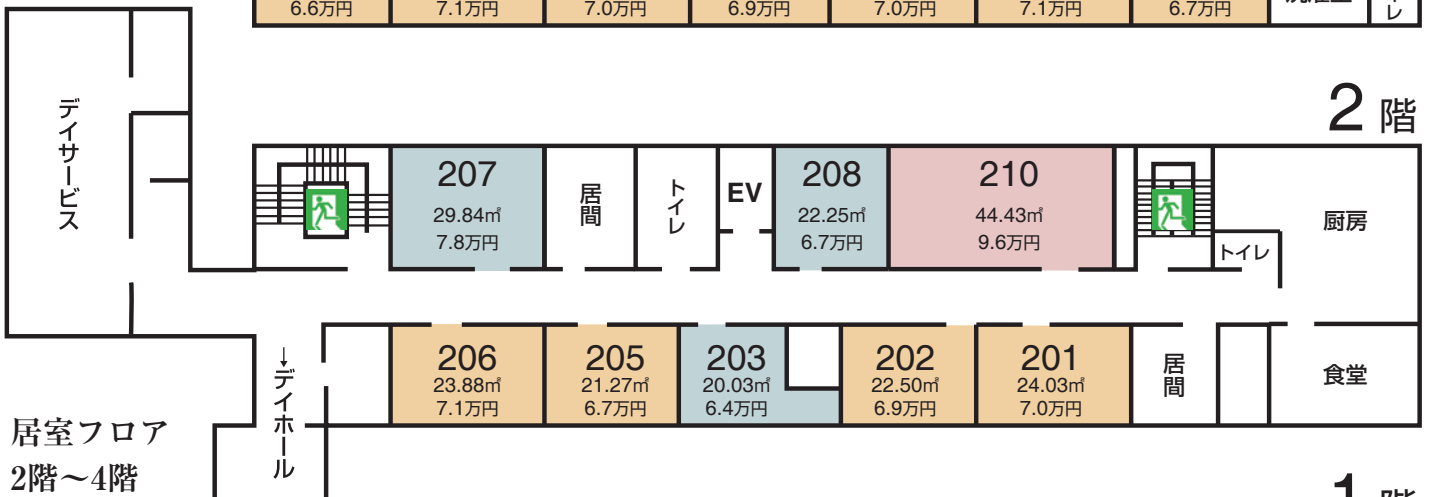 6.6万円
7.1万円
7.0万円
6.9万円
7.0万円
7.1万円
6.7万円
2 階
デイサービス
207
29.84㎡
7.8万円
居間
トイレ
EV
208
22.25㎡
6.7万円
210
44.43㎡
9.6万円
トイレ
厨房
→デイホール
206
23.88㎡
7.1万円
205
21.27㎡
6.7万円
203
20.03㎡
6.4万円
202
22.50㎡
6.9万円
201
24.03㎡
7.0万円
居間
食堂
居室フロア
2階〜4階